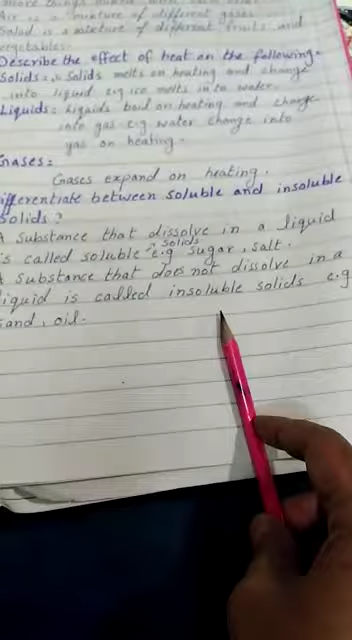 Air is a mixture of different gases
Salad is a mixture of different fruits and
vegetables.
Describe the effect of heat on the following.
Solids: Solids melts on heating and change
into liquid e.g ice melts into water.
Liquids: Liquids boil on heating and change
into gas e.g water change into
gas on heating.
Gases:
Gases expand on heating.
ifferentiate between soluble and insoluble
Solids?
A substance that dissolve in a liquid
is called soluble solids e.g sugar, salt.
A substance that does not dissolve in a
liquid is called insoluble solids e.g
sand, oil.